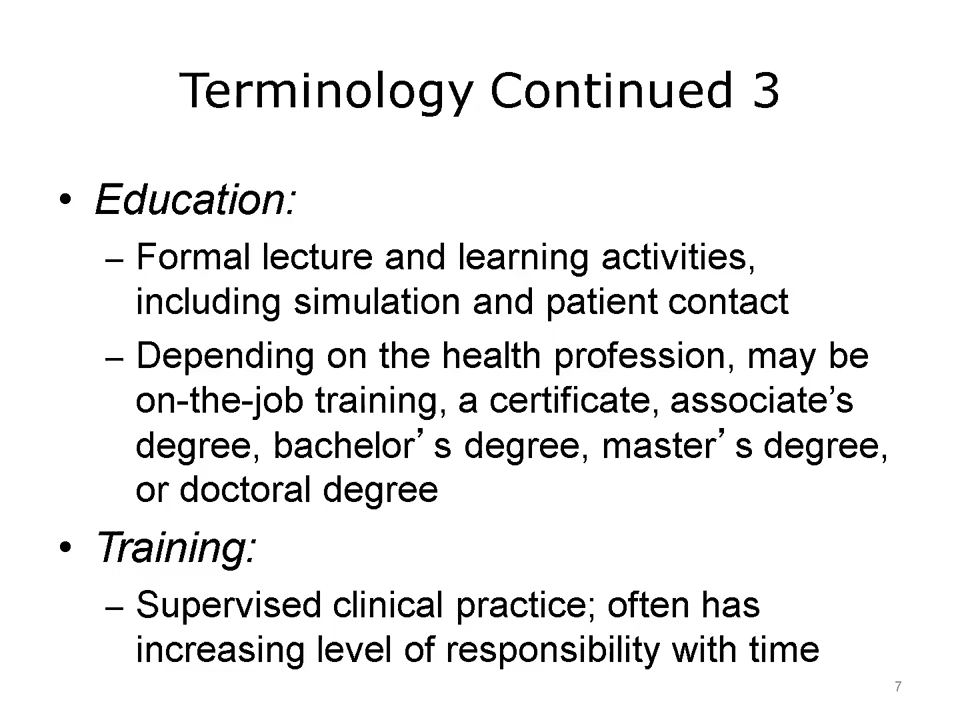 Terminology Continued 3
• Education:
– Formal lecture and learning activities,
including simulation and patient contact
– Depending on the health profession, may be
on-the-job training, a certificate, associate’s
degree, bachelor’s degree, master’s degree,
or doctoral degree
• Training:
– Supervised clinical practice; often has
increasing level of responsibility with time
7